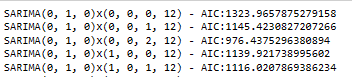 SARIMA(0, 1, 0)x(0, 0, 0, 12) - AIC:1323.9657875279158
SARIMA(0, 1, 0)x(0, 0, 1, 12) - AIC:1145.4230827207266
SARIMA(0, 1, 0)x(0, 0, 2, 12) - AIC:976.4375296380894
SARIMA(0, 1, 0)x(1, 0, 0, 12) - AIC:1139.921738995602
SARIMA(0, 1, 0)x(1, 0, 1, 12) - AIC:1116.0207869386234